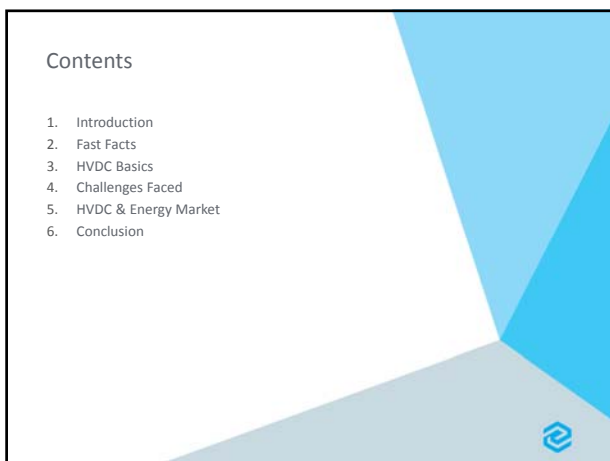 Contents
1. Introduction
2. Fast Facts
3. HVDC Basics
4. Challenges Faced
5. HVDC & Energy Market
6. Conclusion